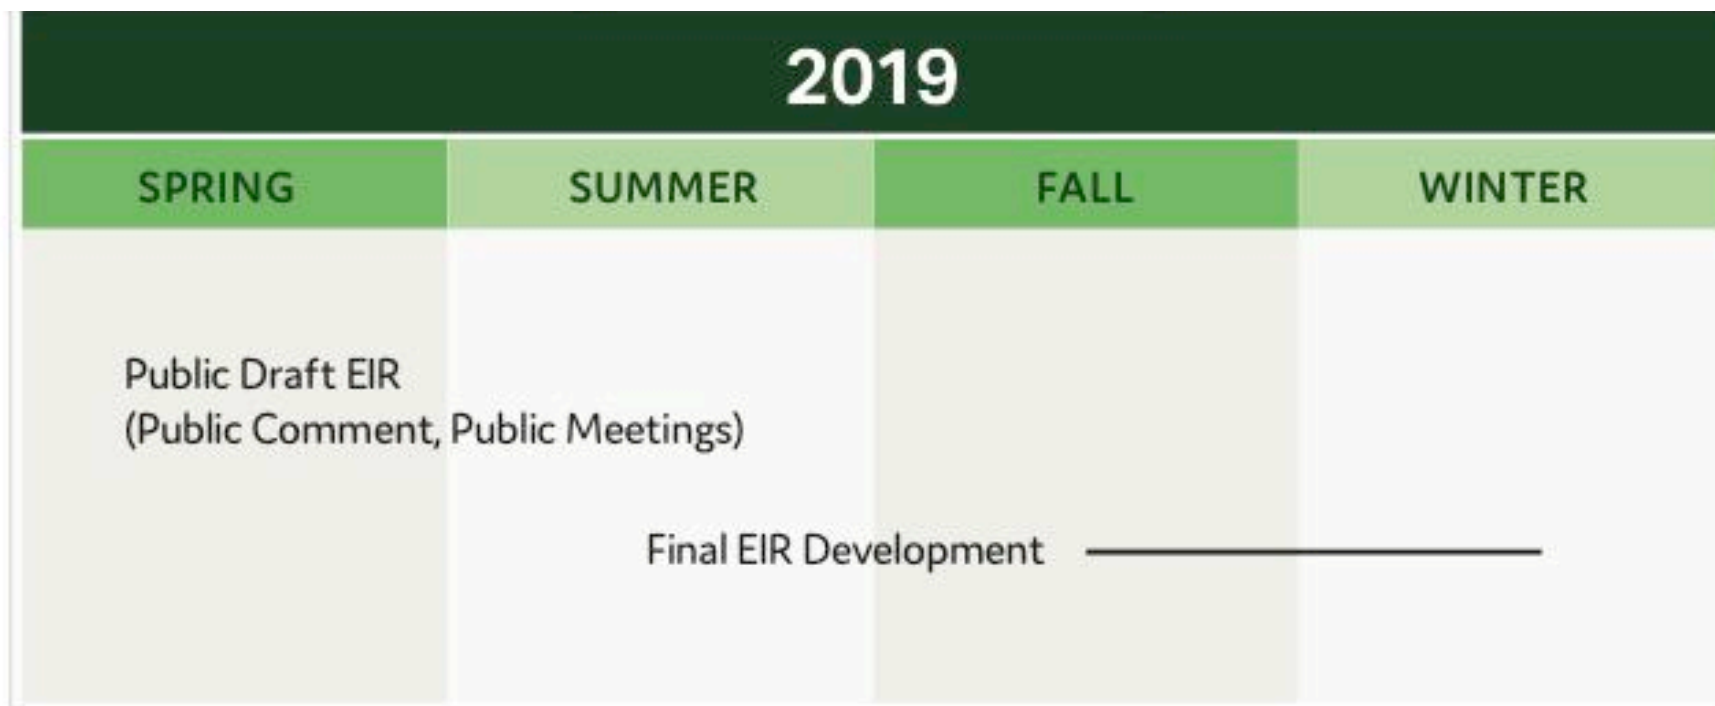 2019
SPRING SUMMER FALL WINTER
Public Draft EIR
(Public Comment, Public Meetings)
Final EIR Development